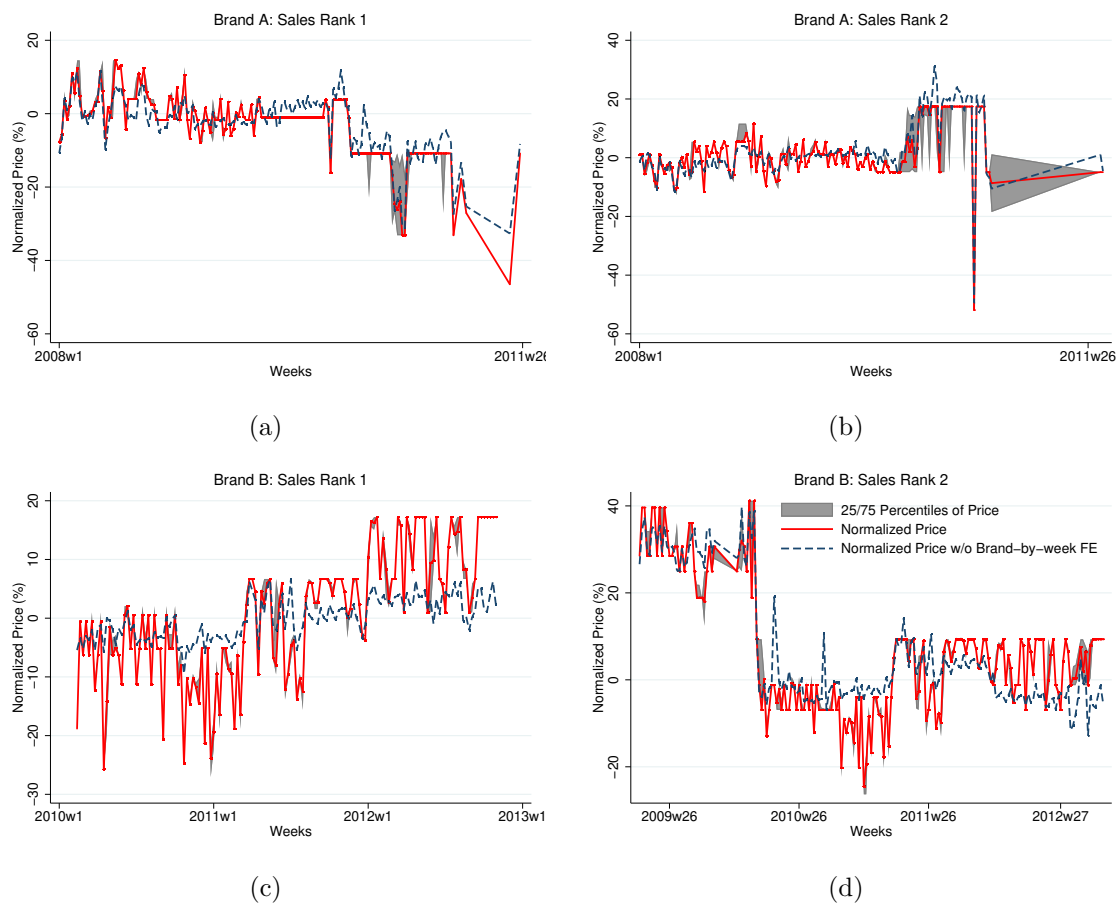 Brand A: Sales Rank 1
Normalized Price (%)
20
0
−20
−40
−60
2008w1
2011w26
Weeks
(a)
Brand A: Sales Rank 2
Normalized Price (%)
40
20
0
−20
−40
−60
2008w1
2011w26
Weeks
(b)
Brand B: Sales Rank 1
Normalized Price (%)
20
10
0
−10
−20
−30
2010w1
2011w1
2012w1
2013w1
Weeks
(c)
Brand B: Sales Rank 2
25/75 Percentiles of Price
Normalized Price
Normalized Price w/o Brand−by−week FE
Normalized Price (%)
40
20
0
−20
2009w26
2010w26
2011w26
2012w27
Weeks
(d)